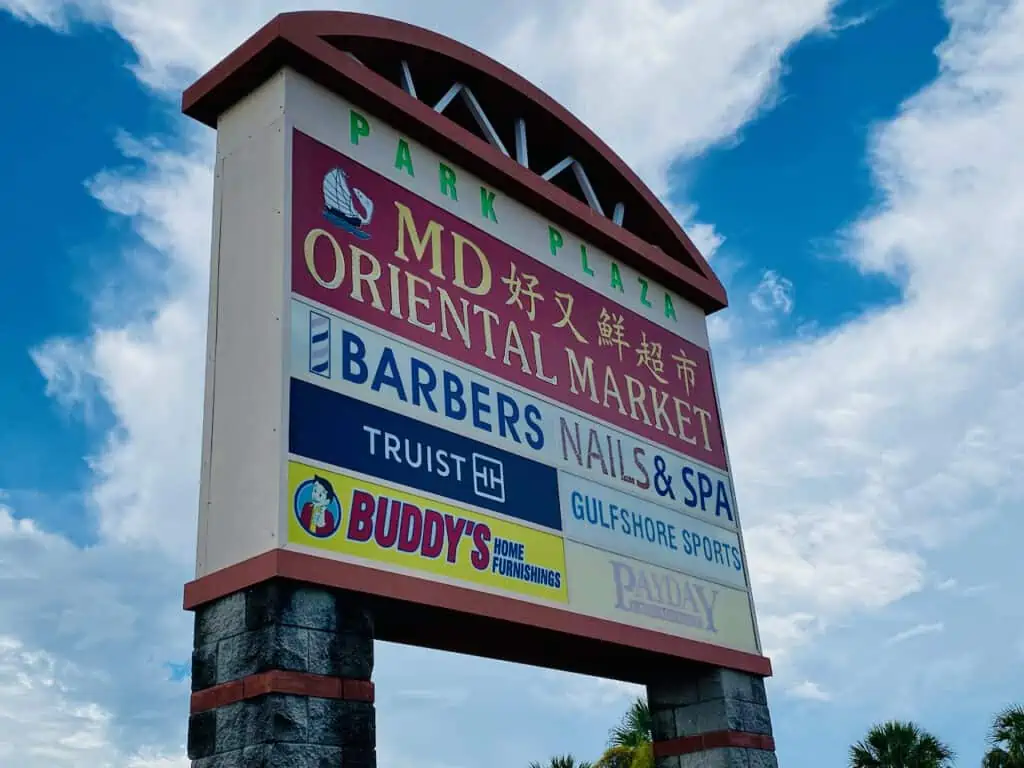 PARK PLAZA
MD 好又鮮超市
ORIENTAL MARKET
BARBERS
NAILS & SPA
TRUIST
GULFSHORE SPORTS
BUDDY'S HOME FURNISHINGS
PAYDAY